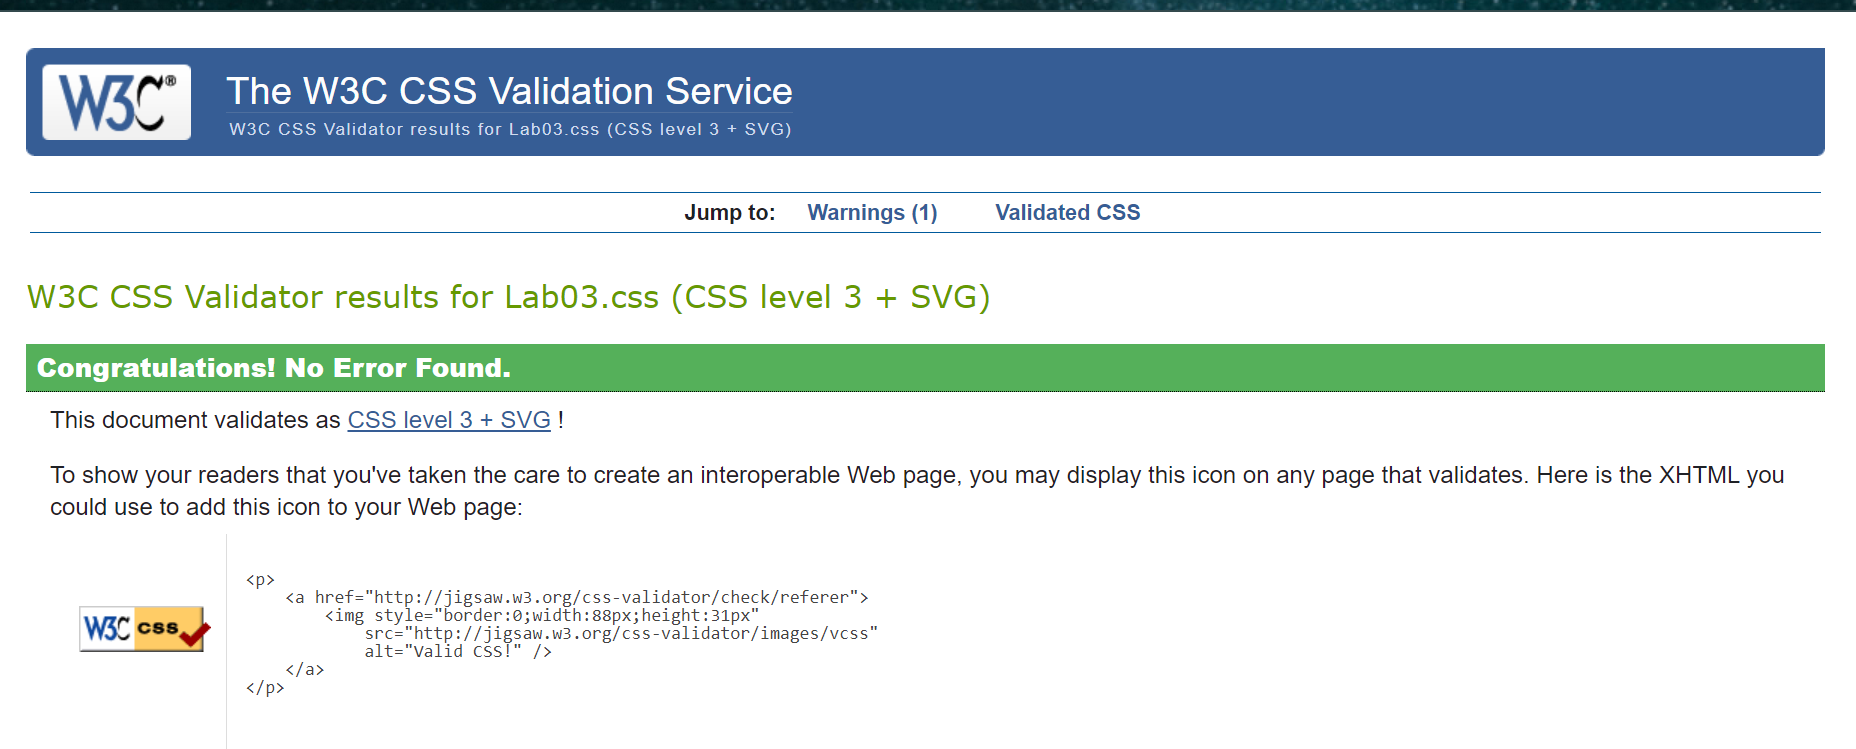 W3C®
The W3C CSS Validation Service
W3C CSS Validator results for Lab03.css (CSS level 3 + SVG)
Jump to: Warnings (1) Validated CSS
W3C CSS Validator results for Lab03.css (CSS level 3 + SVG)
Congratulations! No Error Found.
This document validates as CSS level 3 + SVG !
To show your readers that you've taken the care to create an interoperable Web page, you may display this icon on any page that validates. Here is the XHTML you
could use to add this icon to your Web page:
W3C css
<p>
    <a href="http://jigsaw.w3.org/css-validator/check/referer">
        <img style="border:0;width:88px;height:31px"
            src="http://jigsaw.w3.org/css-validator/images/vcss"
            alt="Valid CSS!" />
    </a>
</p>